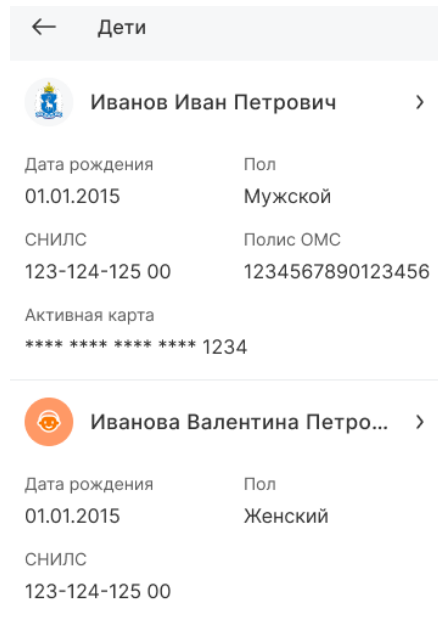 Дети
Иванов Иван Петрович
Дата рождения Пол
01.01.2015 Мужской
СНИЛС Полис ОМС
123-124-125 00 1234567890123456
Активная карта
**** **** **** **** 1234
Иванова Валентина Петро...
Дата рождения Пол
01.01.2015 Женский
СНИЛС
123-124-125 00